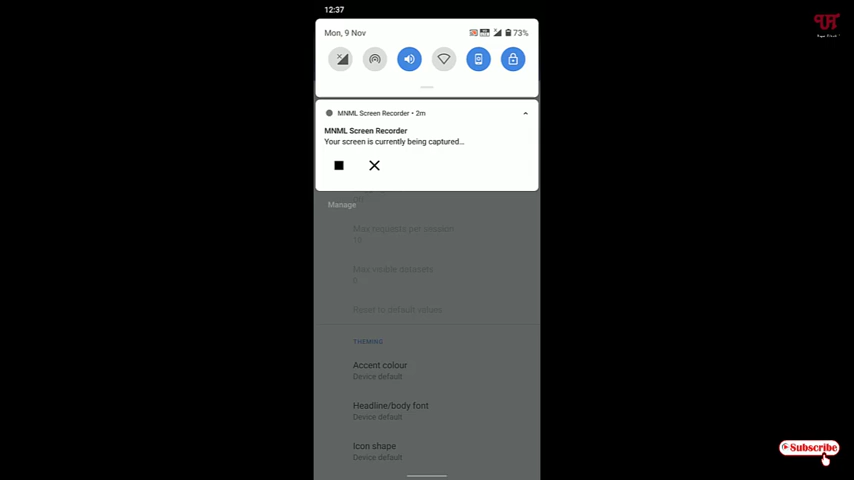 12:37
Mon, 9 Nov
73%
MNML Screen Recorder • 2m
MNML Screen Recorder
Your screen is currently being captured...
Manage
Max requests per session
10
Max visible datasets
Reset to default values
THEMING
Accent colour
Device default
Headline/body font
Device default
Icon shape
Device default
Subscribe